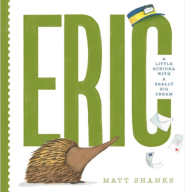 ERIC
A
LITTLE
ECHIDNA
WITH
A
REALLY
BIG
DREAM
MATT SHANKS